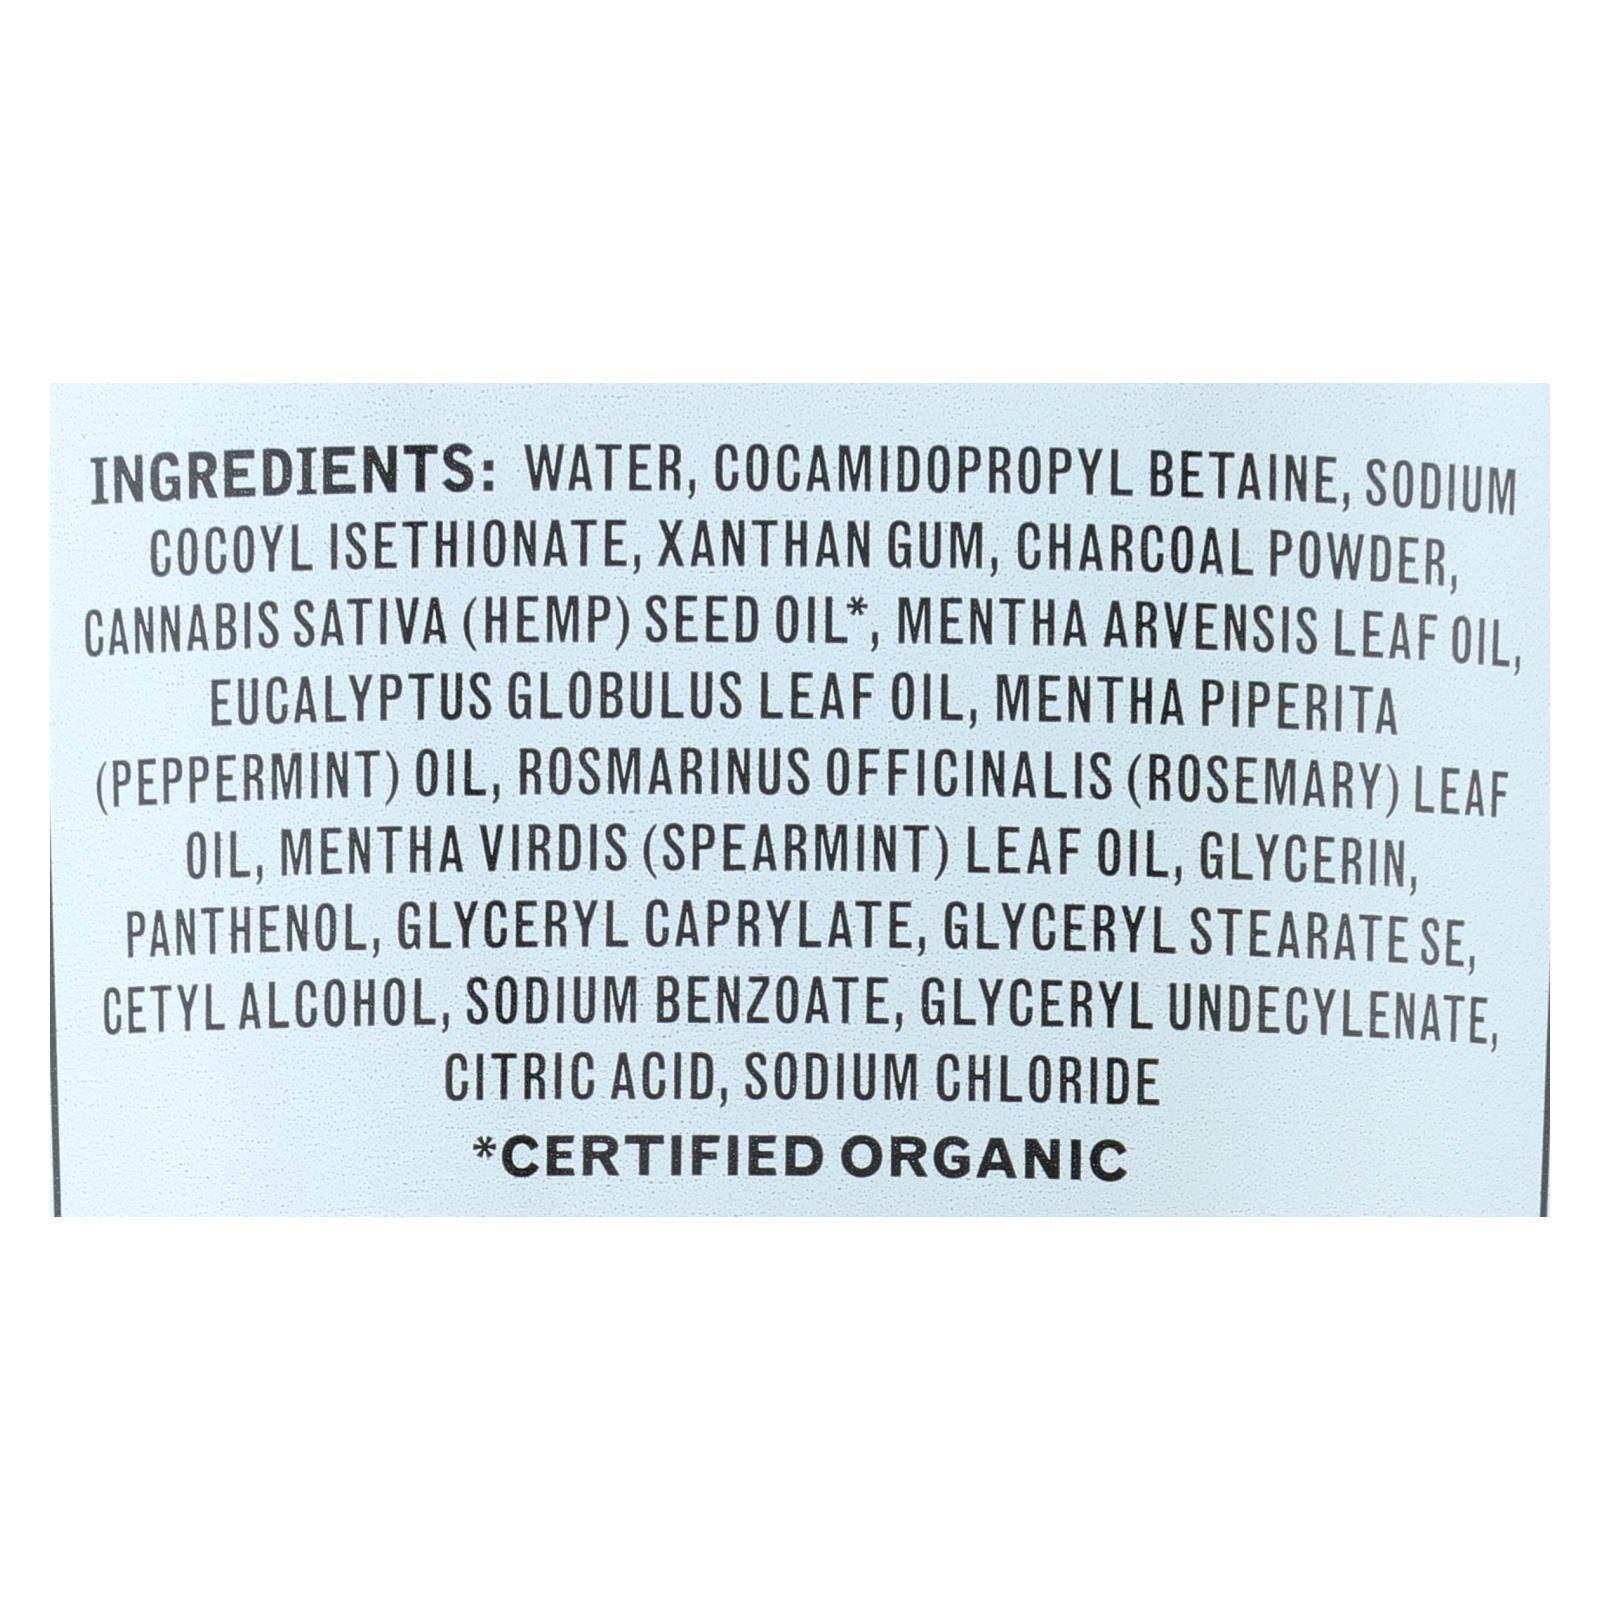 INGREDIENTS: WATER, COCAMIDOPROPYL BETAINE, SODIUM
COCOYL ISETHIONATE, XANTHAN GUM, CHARCOAL POWDER,
CANNABIS SATIVA (HEMP) SEED OIL*, MENTHA ARVENSIS LEAF OIL,
EUCALYPTUS GLOBULUS LEAF OIL, MENTHA PIPERITA
(PEPPERMINT) OIL, ROSMARINUS OFFICINALIS (ROSEMARY) LEAF
OIL, MENTHA VIRDIS (SPEARMINT) LEAF OIL, GLYCERIN,
PANTHENOL, GLYCERYL CAPRYLATE, GLYCERYL STEARATE SE,
CETYL ALCOHOL, SODIUM BENZOATE, GLYCERYL UNDECYLENATE,
CITRIC ACID, SODIUM CHLORIDE
*CERTIFIED ORGANIC